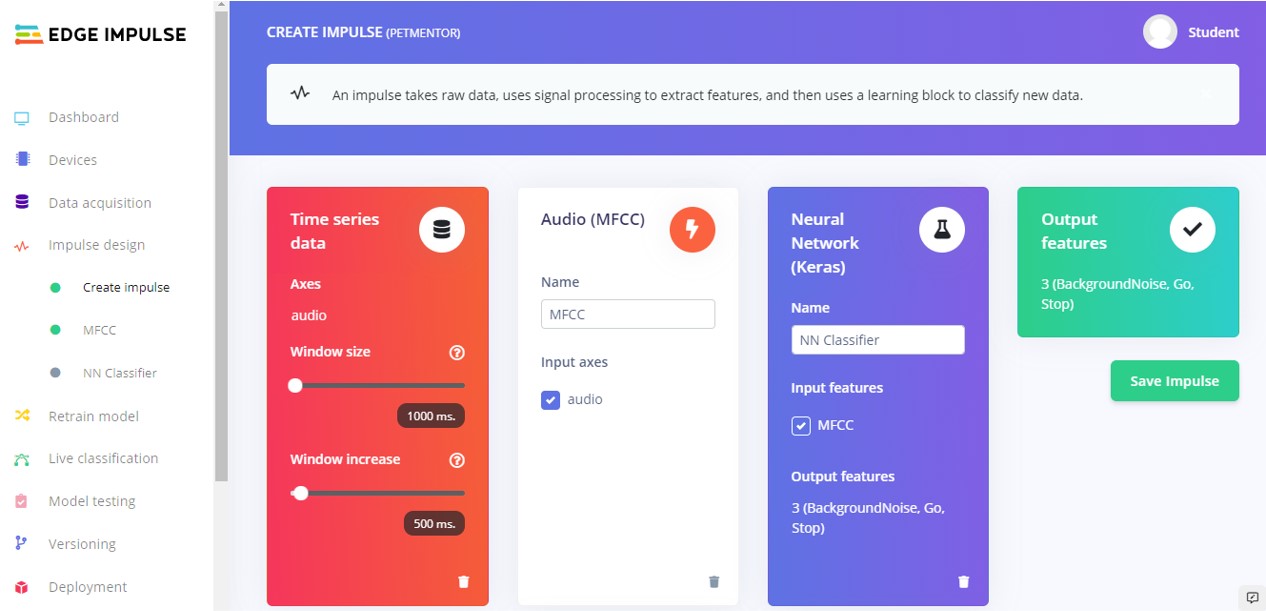 EDGE IMPULSE
Dashboard
Devices
Data acquisition
Impulse design
Create impulse
MFCC
NN Classifier
Retrain model
Live classification
Model testing
Versioning
Deployment
CREATE IMPULSE (PETMENTOR)
Student
An impulse takes raw data, uses signal processing to extract features, and then uses a learning block to classify new data.
Time series
data
Axes
audio
Window size
?
1000 ms.
Window increase
?
500 ms.
Audio (MFCC)
Name
MFCC
Input axes
audio
Neural
Network
(Keras)
Name
NN Classifier
Input features
MFCC
Output features
3 (BackgroundNoise, Go,
Stop)
Output
features
3 (BackgroundNoise, Go,
Stop)
Save Impulse